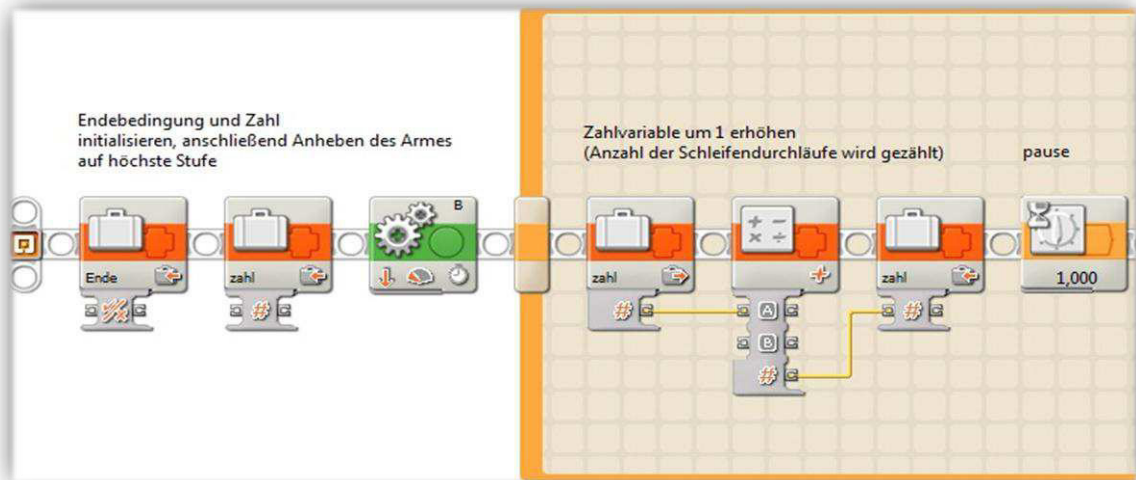 Endebedingung und Zahl
initialisieren, anschließend Anheben des Armes
auf höchste Stufe
Zahlvariable um 1 erhöhen
(Anzahl der Schleifendurchläufe wird gezählt)
pause
B
Ende
zahl
zahl
zahl
1,000
#
#
A
#
B
#